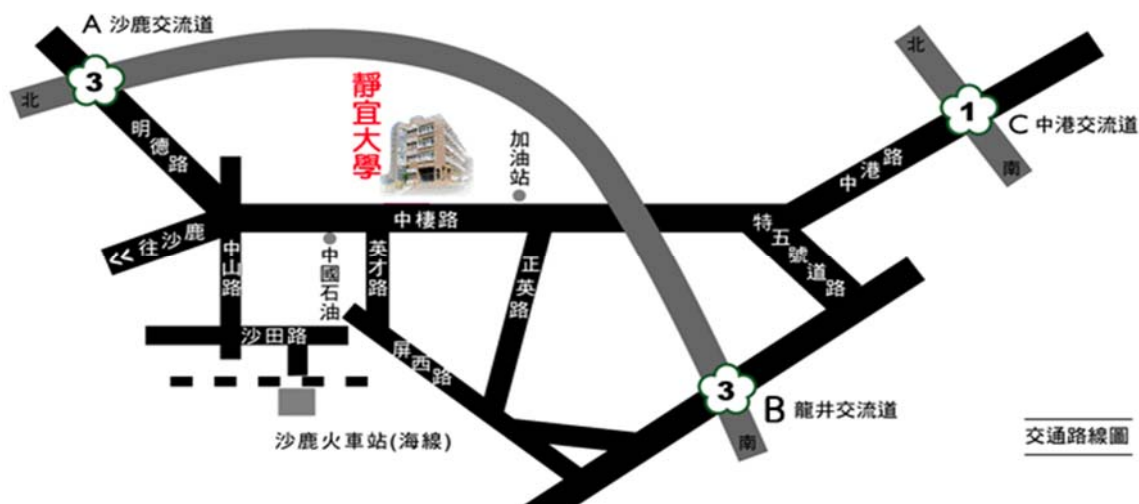 A 沙鹿交流道
3
北
明德路
靜宜大學
加油站
北
1
C 中港交流道
南
中港路
中棲路
特五號道路
<< 往沙鹿
中山路
中國石油
英才路
正英路
沙田路
屏西路
3
B 龍井交流道
南
沙鹿火車站(海線)
交通路線圖